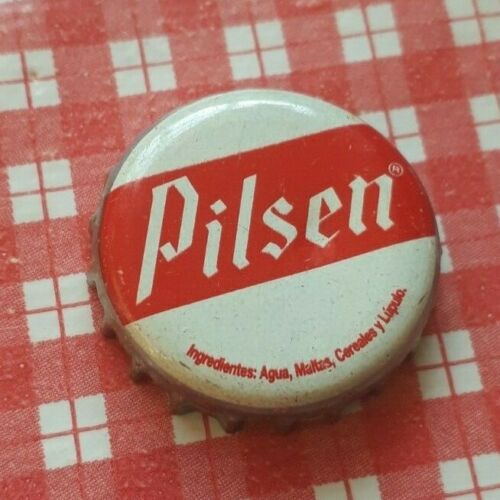 Pilsen®
Ingredientes: Agua, Maltas, Cereales y Lúpulo.